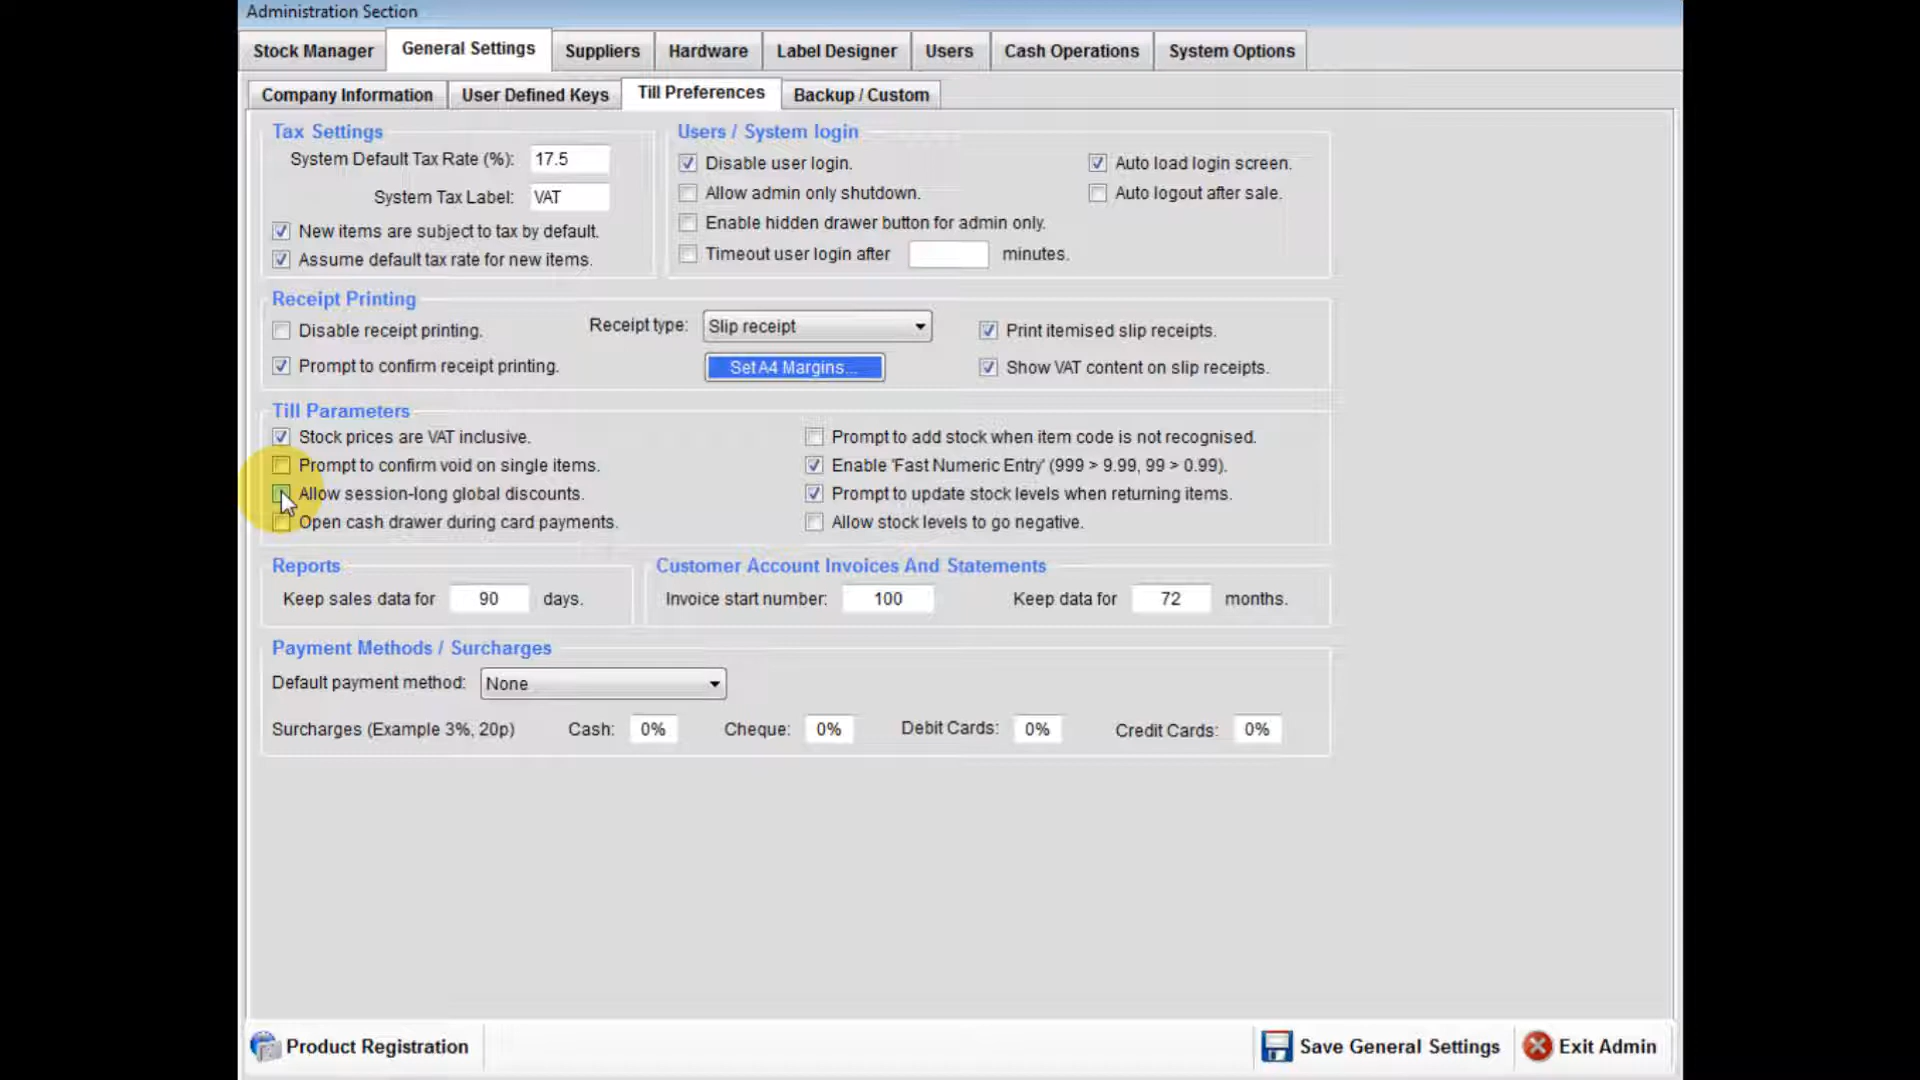 Administration Section
Stock Manager General Settings Suppliers Hardware Label Designer Users Cash Operations System Options
Company Information User Defined Keys Till Preferences Backup / Custom
Tax Settings
System Default Tax Rate (%): 17.5
System Tax Label: VAT
New items are subject to tax by default.
Assume default tax rate for new items.
Users / System login
Disable user login. Auto load login screen.
Allow admin only shutdown. Auto logout after sale.
Enable hidden drawer button for admin only.
Timeout user login after minutes.
Receipt Printing
Disable receipt printing. Receipt type: Slip receipt Print itemised slip receipts.
Prompt to confirm receipt printing. Set A4 Margins... Show VAT content on slip receipts.
Till Parameters
Stock prices are VAT inclusive. Prompt to add stock when item code is not recognised.
Prompt to confirm void on single items. Enable 'Fast Numeric Entry' (999 > 9.99, 99 > 0.99).
Allow session-long global discounts. Prompt to update stock levels when returning items.
Open cash drawer during card payments. Allow stock levels to go negative.
Reports
Keep sales data for 90 days.
Customer Account Invoices And Statements
Invoice start number: 100 Keep data for 72 months.
Payment Methods / Surcharges
Default payment method: None
Surcharges (Example 3%, 20p) Cash: 0% Cheque: 0% Debit Cards: 0% Credit Cards: 0%
Product Registration Save General Settings Exit Admin